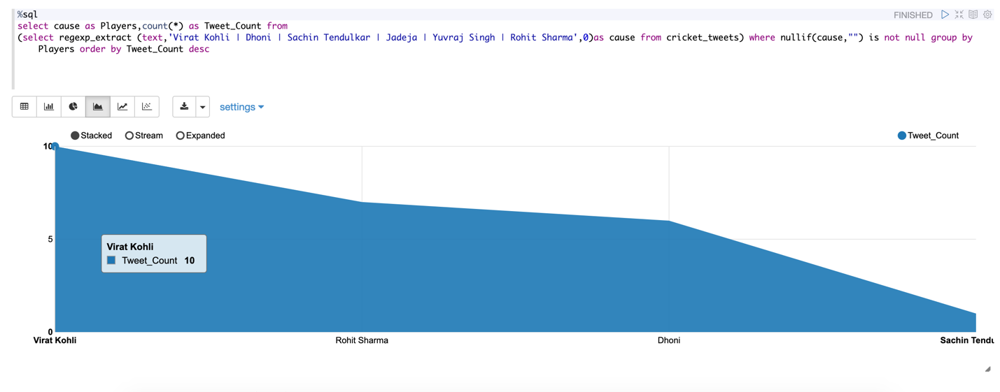 %sql
FINISHED
select cause as Players,count(*) as Tweet_Count from
(select regexp_extract (text,'Virat Kohli | Dhoni | Sachin Tendulkar | Jadeja | Yuvraj Singh | Rohit Sharma',0)as cause from cricket_tweets) where nullif(cause,"") is not null group by
Players order by Tweet_Count desc
settings
Stacked Stream Expanded
Tweet_Count
10
Virat Kohli
Tweet_Count 10
5
0
Virat Kohli Rohit Sharma Dhoni Sachin Tendu